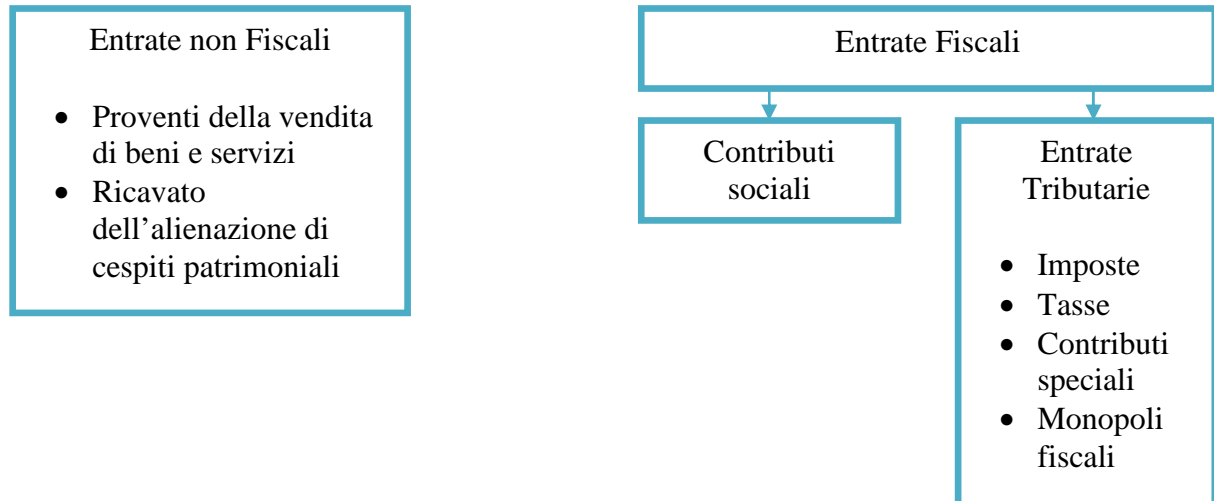 Entrate non Fiscali
• Proventi della vendita
di beni e servizi
• Ricavato
dell’alienazione di
cespiti patrimoniali
Entrate Fiscali
Contributi
sociali
Entrate
Tributarie
• Imposte
• Tasse
• Contributi
speciali
• Monopoli
fiscali